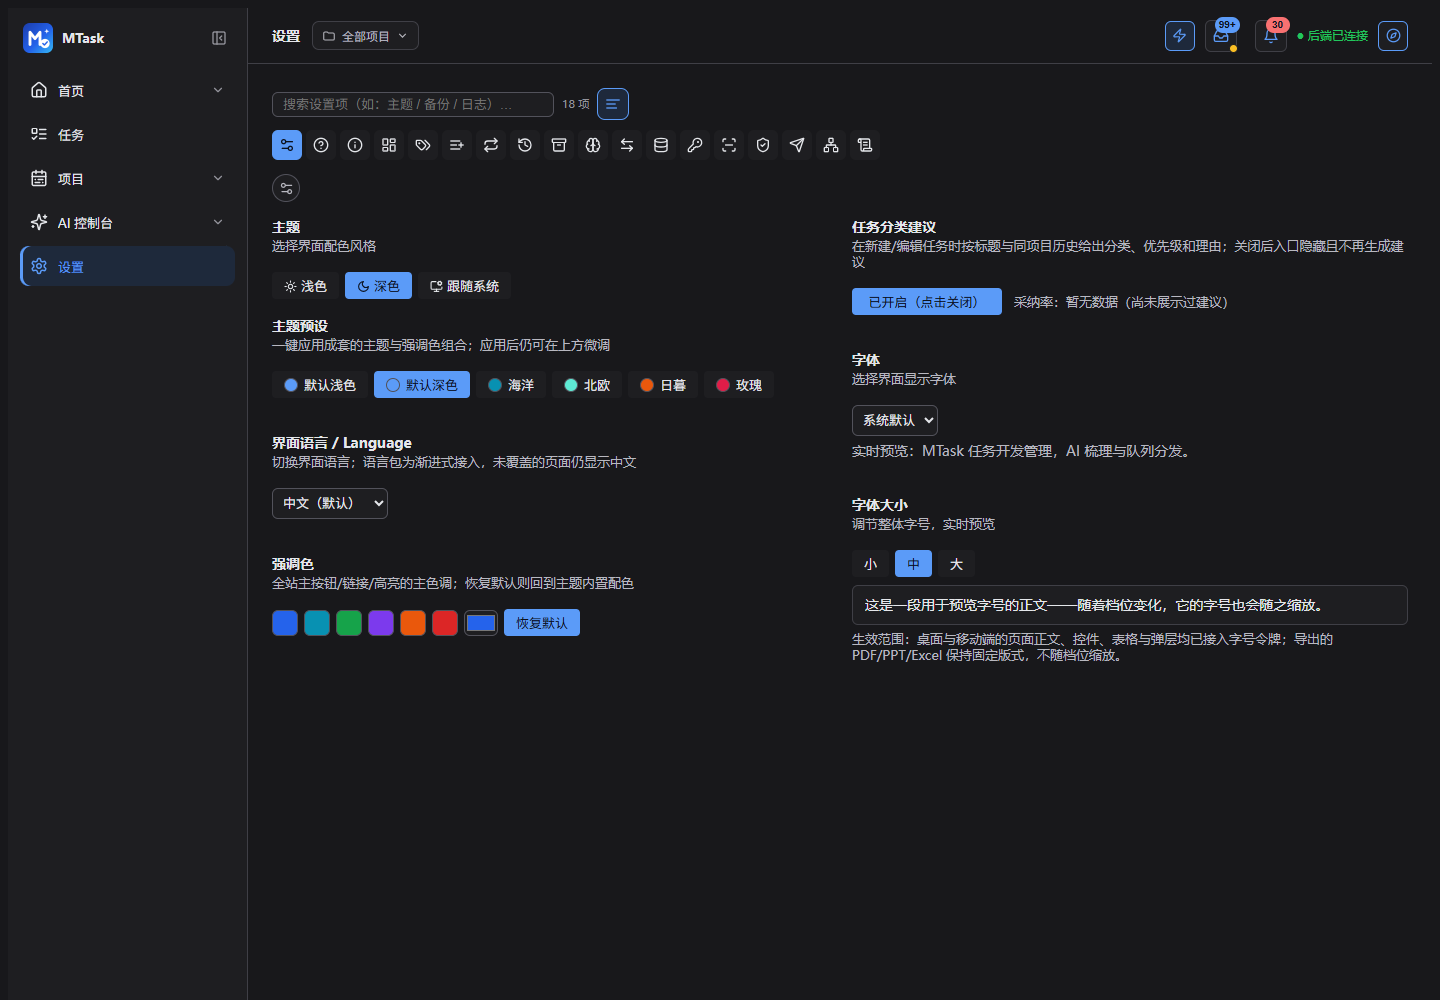 MTask
首页
任务
项目
AI 控制台
设置
设置
全部项目
99+
30
后端已连接
搜索设置项（如：主题 / 备份 / 日志）…
18 项
主题
选择界面配色风格
浅色
深色
跟随系统
主题预设
一键应用成套的主题与强调色组合；应用后仍可在上方微调
默认浅色
默认深色
海洋
北欧
日暮
玫瑰
界面语言 / Language
切换界面语言；语言包为渐进式接入，未覆盖的页面仍显示中文
中文（默认）
强调色
全站主按钮/链接/高亮的主色调；恢复默认则回到主题内置配色
恢复默认
任务分类建议
在新建/编辑任务时按标题与同项目历史给出分类、优先级和理由；关闭后入口隐藏且不再生成建
议
已开启（点击关闭）
采纳率：暂无数据（尚未展示过建议）
字体
选择界面显示字体
系统默认
实时预览：MTask 任务开发管理，AI 梳理与队列分发。
字体大小
调节整体字号，实时预览
小
中
大
这是一段用于预览字号的正文——随着档位变化，它的字号也会随之缩放。
生效范围：桌面与移动端的页面正文、控件、表格与弹层均已接入字号令牌；导出的
PDF/PPT/Excel 保持固定版式，不随档位缩放。